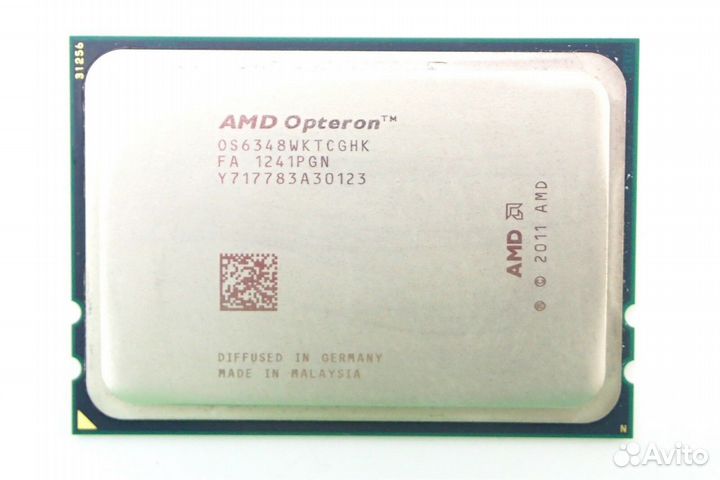 31256
AMD Opteron™
OS6348WKTCGHK
FA 1241PGN
Y717783A30123
AMD
® © 2011 AMD
DIFFUSED IN GERMANY
MADE IN MALAYSIA
N
Avito